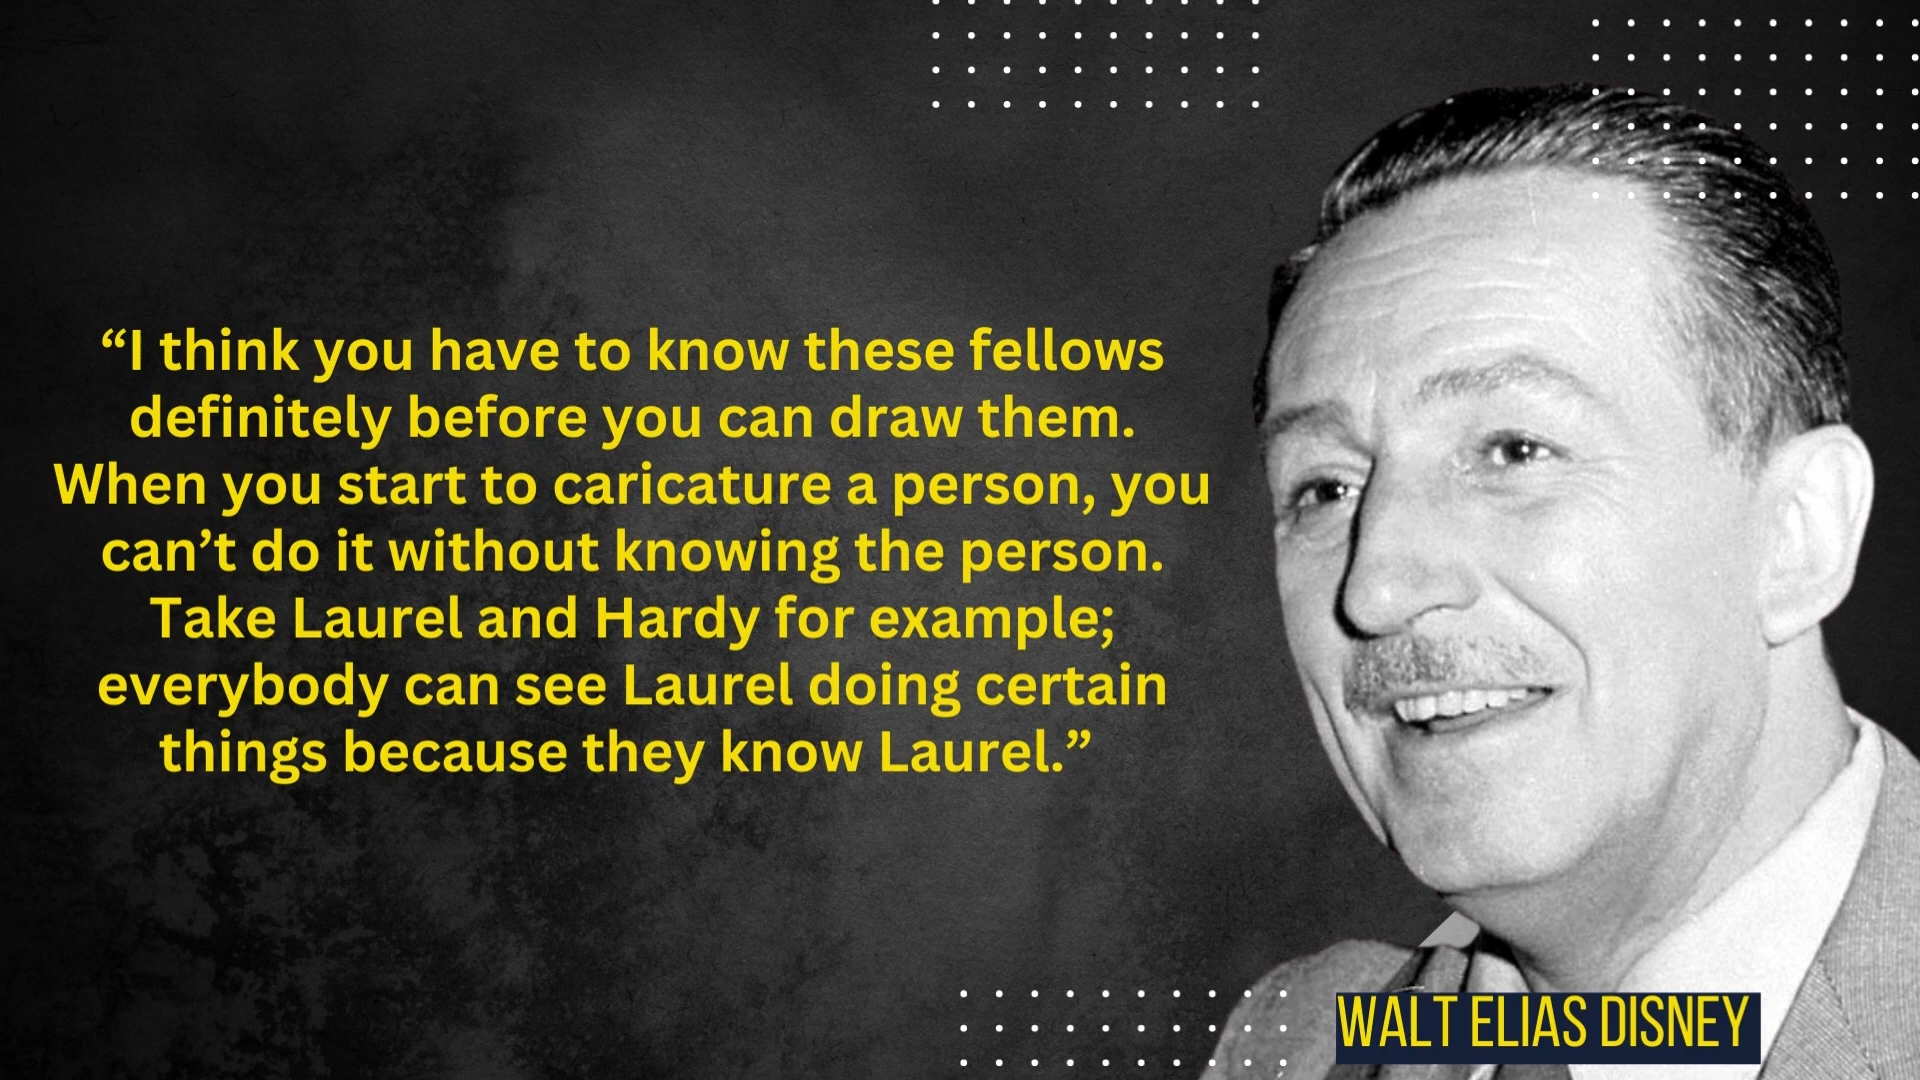 “I think you have to know these fellows
definitely before you can draw them.
When you start to caricature a person, you
can’t do it without knowing the person.
Take Laurel and Hardy for example;
everybody can see Laurel doing certain
things because they know Laurel.”
WALT ELIAS DISNEY